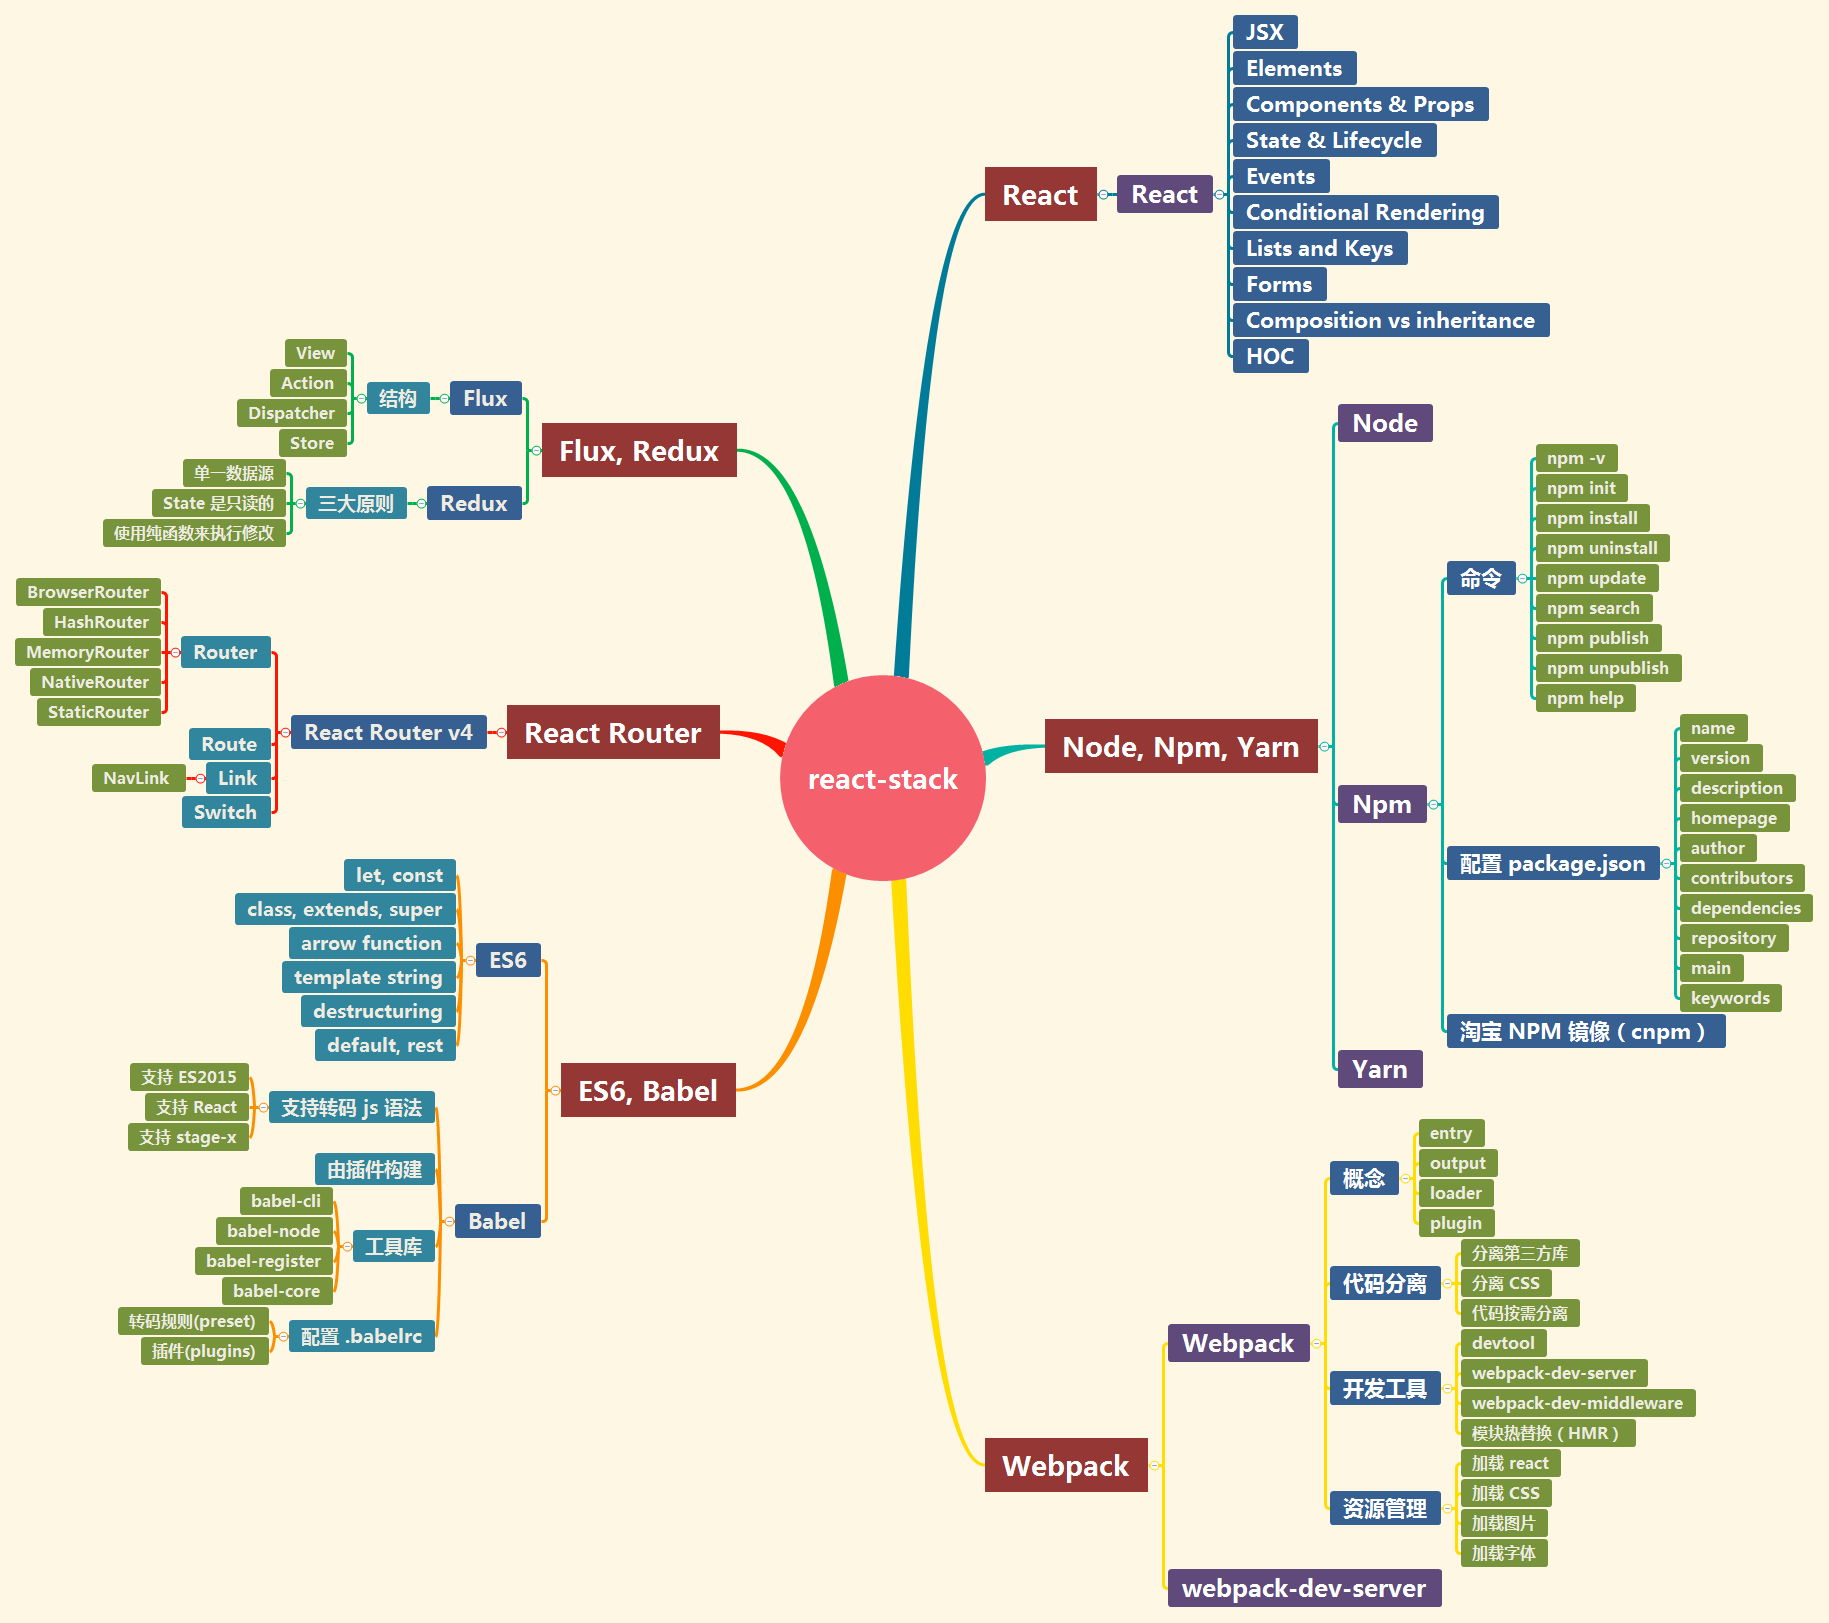 react-stack
React
React
JSX
Elements
Components & Props
State & Lifecycle
Events
Conditional Rendering
Lists and Keys
Forms
Composition vs inheritance
HOC
Node, Npm, Yarn
Node
Npm
命令
npm -v
npm init
npm install
npm uninstall
npm update
npm search
npm publish
npm unpublish
npm help
配置 package.json
name
version
description
homepage
author
contributors
dependencies
repository
main
keywords
淘宝 NPM 镜像（cnpm）
Yarn
Webpack
Webpack
概念
entry
output
loader
plugin
代码分离
分离第三方库
分离 CSS
代码按需分离
开发工具
devtool
webpack-dev-server
webpack-dev-middleware
模块热替换（HMR）
资源管理
加载 react
加载 CSS
加载图片
加载字体
webpack-dev-server
Flux, Redux
Flux
结构
View
Action
Dispatcher
Store
Redux
三大原则
单一数据源
State 是只读的
使用纯函数来执行修改
React Router
React Router v4
Router
BrowserRouter
HashRouter
MemoryRouter
NativeRouter
StaticRouter
Route
Link
NavLink
Switch
ES6, Babel
ES6
let, const
class, extends, super
arrow function
template string
destructuring
default, rest
Babel
支持转码 js 语法
支持 ES2015
支持 React
支持 stage-x
由插件构建
工具库
babel-cli
babel-node
babel-register
babel-core
配置 .babelrc
转码规则(preset)
插件(plugins)